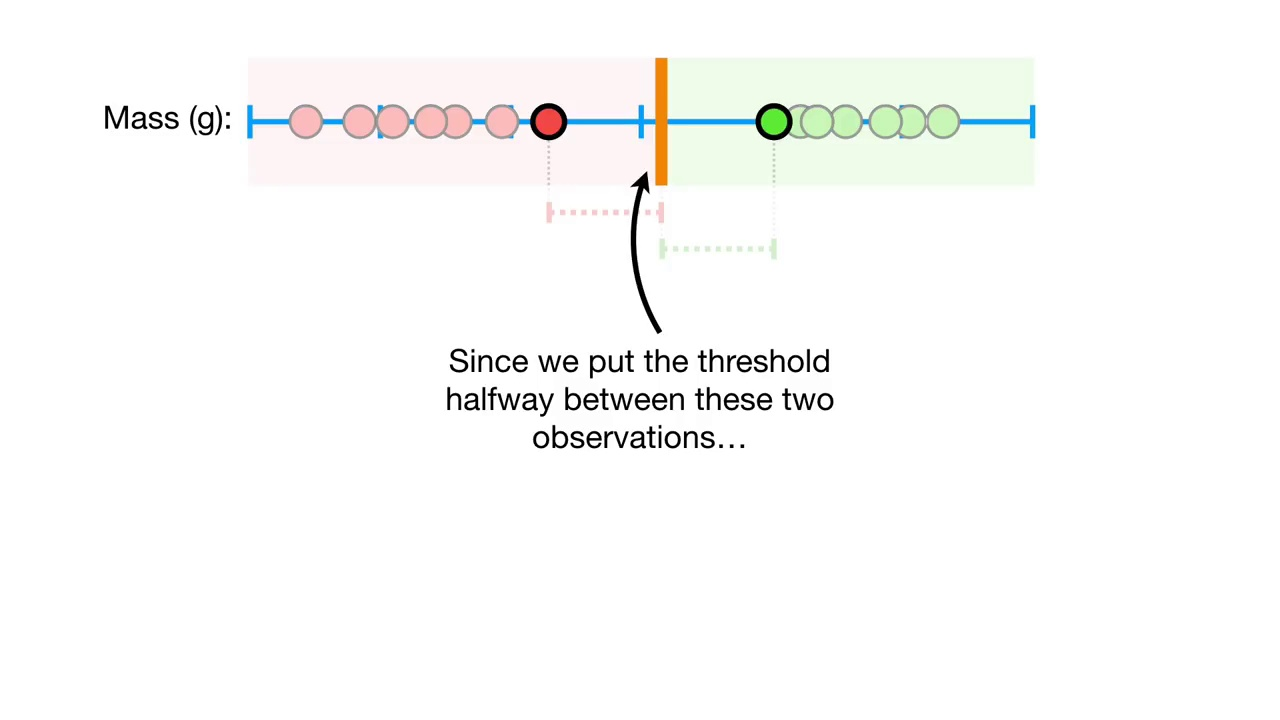 Mass (g):
Since we put the threshold
halfway between these two
observations…